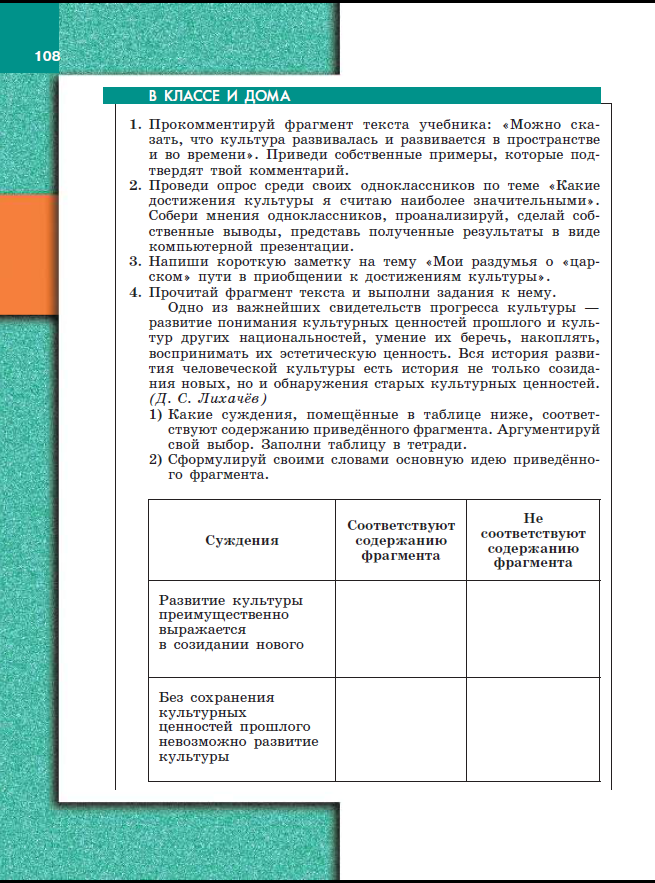 108
В КЛАССЕ И ДОМА
1. Прокомментируй фрагмент текста учебника: «Можно ска-
зать, что культура развивалась и развивается в пространстве
и во времени». Приведи собственные примеры, которые под-
твердят твой комментарий.
2. Проведи опрос среди своих одноклассников по теме «Какие
достижения культуры я считаю наиболее значительными».
Собери мнения одноклассников, проанализируй, сделай соб-
ственные выводы, представь полученные результаты в виде
компьютерной презентации.
3. Напиши короткую заметку на тему «Мои раздумья о «цар-
ском» пути в приобщении к достижениям культуры».
4. Прочитай фрагмент текста и выполни задания к нему.
Одно из важнейших свидетельств прогресса культуры —
развитие понимания культурных ценностей прошлого и куль-
тур других национальностей, умение их беречь, накоплять,
воспринимать их эстетическую ценность. Вся история разви-
тия человеческой культуры есть история не только созида-
ния новых, но и обнаружения старых культурных ценностей.
(Д. С. Лихачёв)
1) Какие суждения, помещённые в таблице ниже, соответ-
ствуют содержанию приведённого фрагмента. Аргументируй
свой выбор. Заполни таблицу в тетради.
2) Сформулируй своими словами основную идею приведённо-
го фрагмента.
Суждения
Соответствуют
содержанию
фрагмента
Не
соответствуют
содержанию
фрагмента
Развитие культуры
преимущественно
выражается
в созидании нового
Без сохранения
культурных
ценностей прошлого
невозможно развитие
культуры